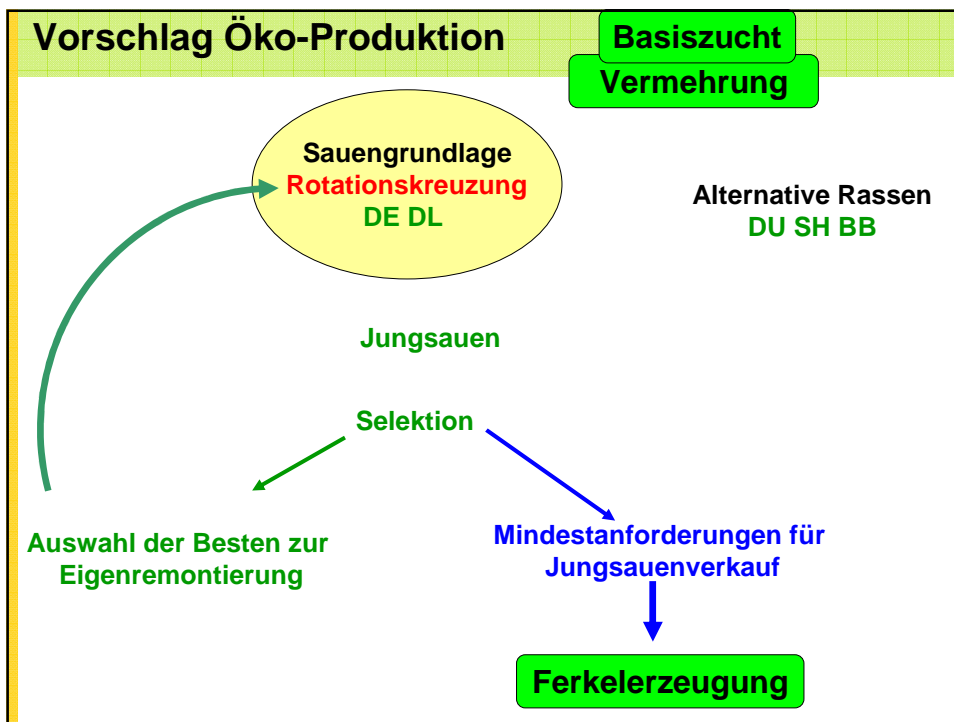 Vorschlag Öko-Produktion
Basiszucht
Vermehrung
Sauengrundlage
Rotationskreuzung
DE DL
Alternative Rassen
DU SH BB
Jungsauen
Selektion
Auswahl der Besten zur
Eigenremontierung
Mindestanforderungen für
Jungsauenverkauf
Ferkelerzeugung